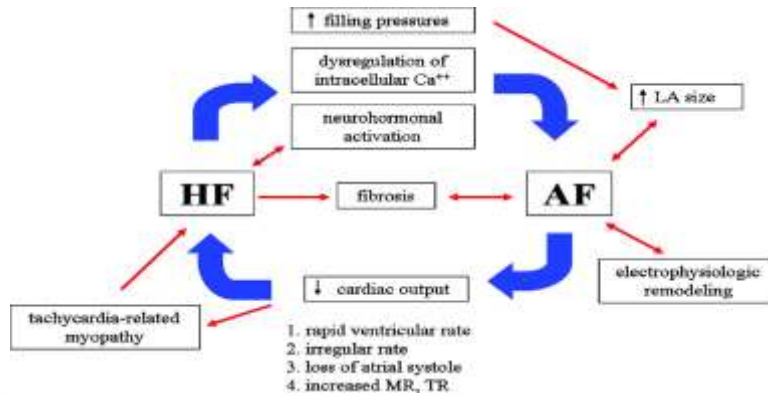 ↑ filling pressures
dysregulation of
intracellular Ca⁺⁺
↑ LA size
neurohormonal
activation
HF
fibrosis
AF
electrophysiologic
remodeling
↓ cardiac output
tachycardia-related
myopathy
1. rapid ventricular rate
2. irregular rate
3. loss of atrial systole
4. increased MR, TR